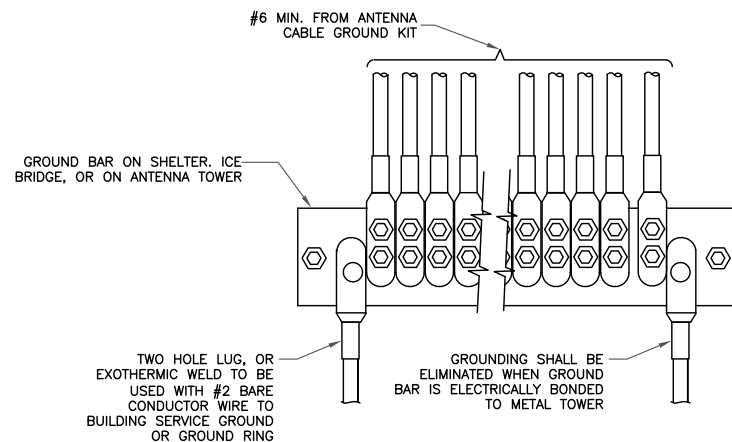 #6 MIN. FROM ANTENNA
CABLE GROUND KIT
GROUND BAR ON SHELTER. ICE
BRIDGE, OR ON ANTENNA TOWER
TWO HOLE LUG, OR
EXOTHERMIC WELD TO BE
USED WITH #2 BARE
CONDUCTOR WIRE TO
BUILDING SERVICE GROUND
OR GROUND RING
GROUNDING SHALL BE
ELIMINATED WHEN GROUND
BAR IS ELECTRICALLY BONDED
TO METAL TOWER